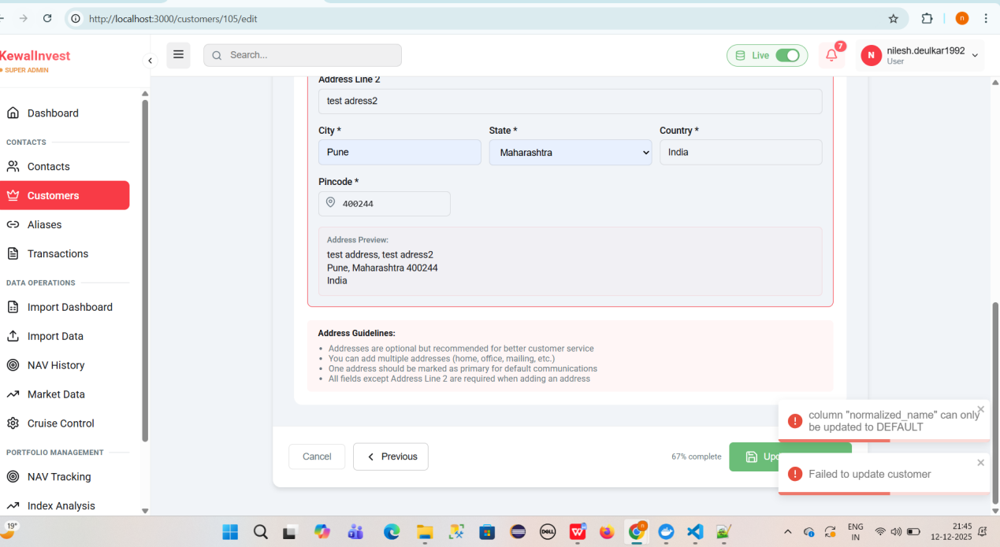 http://localhost:3000/customers/105/edit
n
KewalInvest
SUPER ADMIN
Search...
Live
7
N
nilesh.deulkar1992
User
Dashboard
CONTACTS
Contacts
Customers
Aliases
Transactions
DATA OPERATIONS
Import Dashboard
Import Data
NAV History
Market Data
Cruise Control
PORTFOLIO MANAGEMENT
NAV Tracking
Index Analysis
Address Line 2
test adress2
City *
State *
Country *
Pune
Maharashtra
India
Pincode *
400244
Address Preview:
test address, test adress2
Pune, Maharashtra 400244
India
Address Guidelines:
Addresses are optional but recommended for better customer service
You can add multiple addresses (home, office, mailing, etc.)
One address should be marked as primary for default communications
All fields except Address Line 2 are required when adding an address
Cancel
Previous
67% complete
column "normalized_name" can only
be updated to DEFAULT
Failed to update customer
19°
DELL
ENG
IN
21:45
12-12-2025